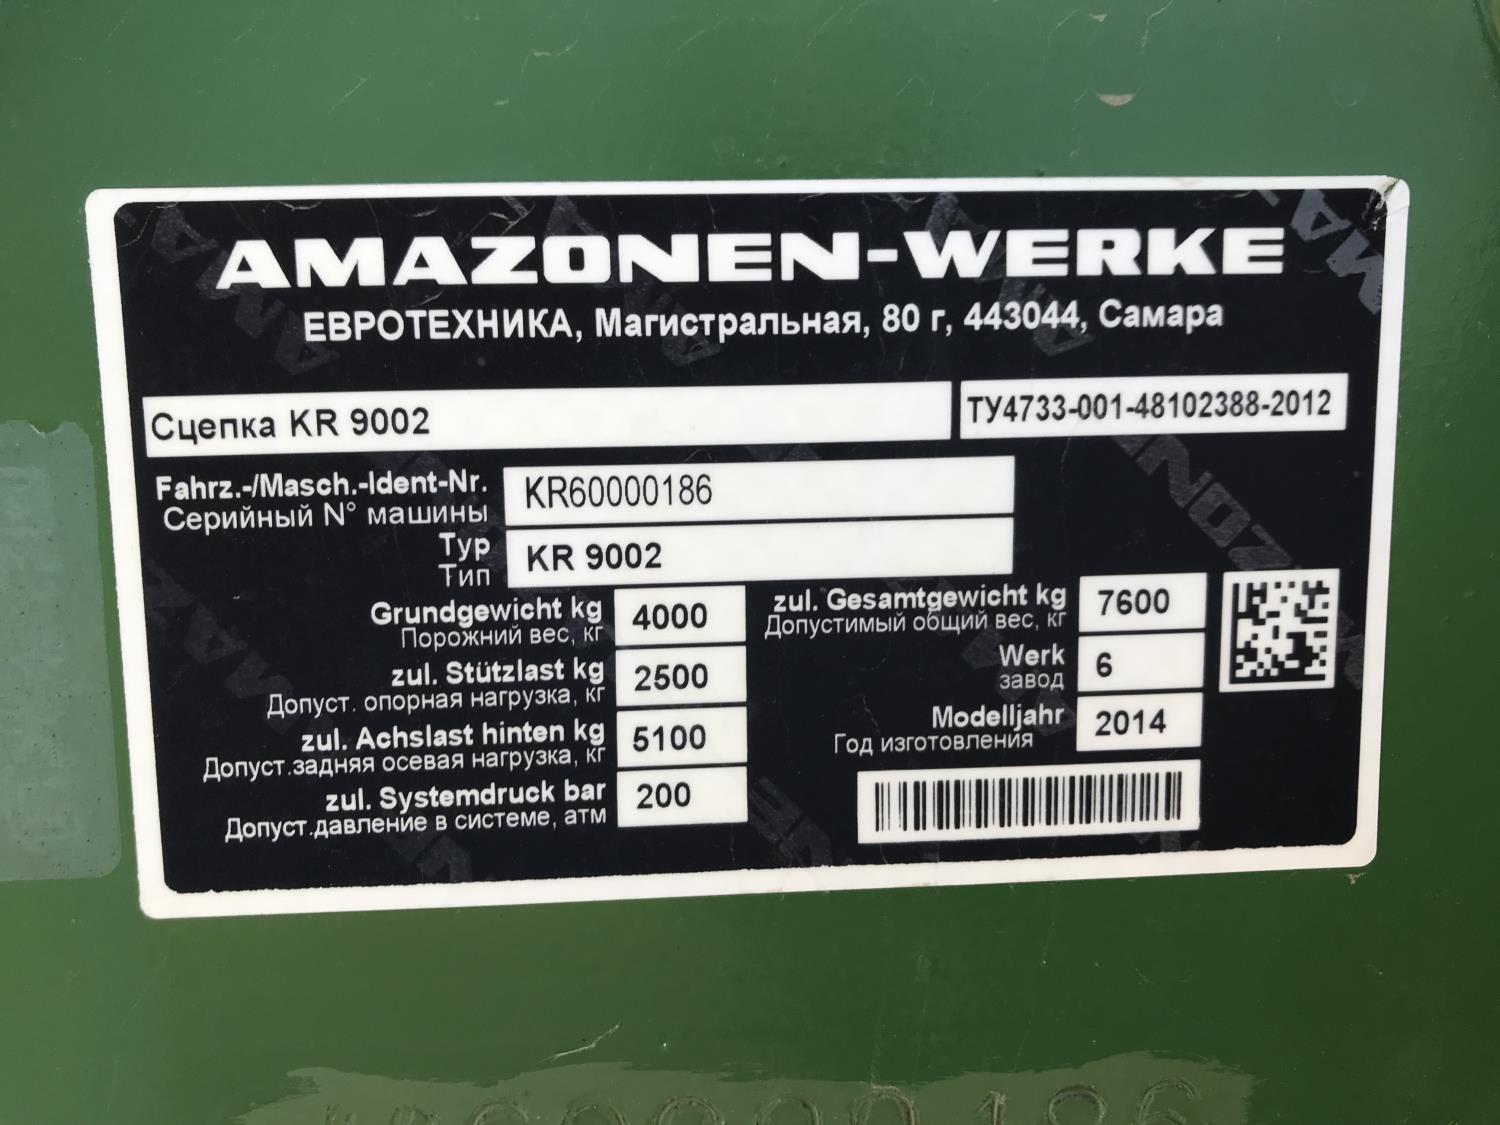 AMAZONEN-WERKE
ЕВРОТЕХНИКА, Магистральная, 80 г, 443044, Самара
Сцепка KR 9002
ТУ4733-001-48102388-2012
Fahrz.-/Masch.-Ident-Nr.
Серийный N° машины
KR60000186
Typ
Тип
KR 9002
Grundgewicht kg
Порожний вес, кг
4000
zul. Stützlast kg
Допуст. опорная нагрузка, кг
2500
zul. Achslast hinten kg
Допуст.задняя осевая нагрузка, кг
5100
zul. Systemdruck bar
Допуст.давление в системе, атм
200
zul. Gesamtgewicht kg
Допустимый общий вес, кг
7600
Werk
завод
6
Modelljahr
Год изготовления
2014
KR60000186